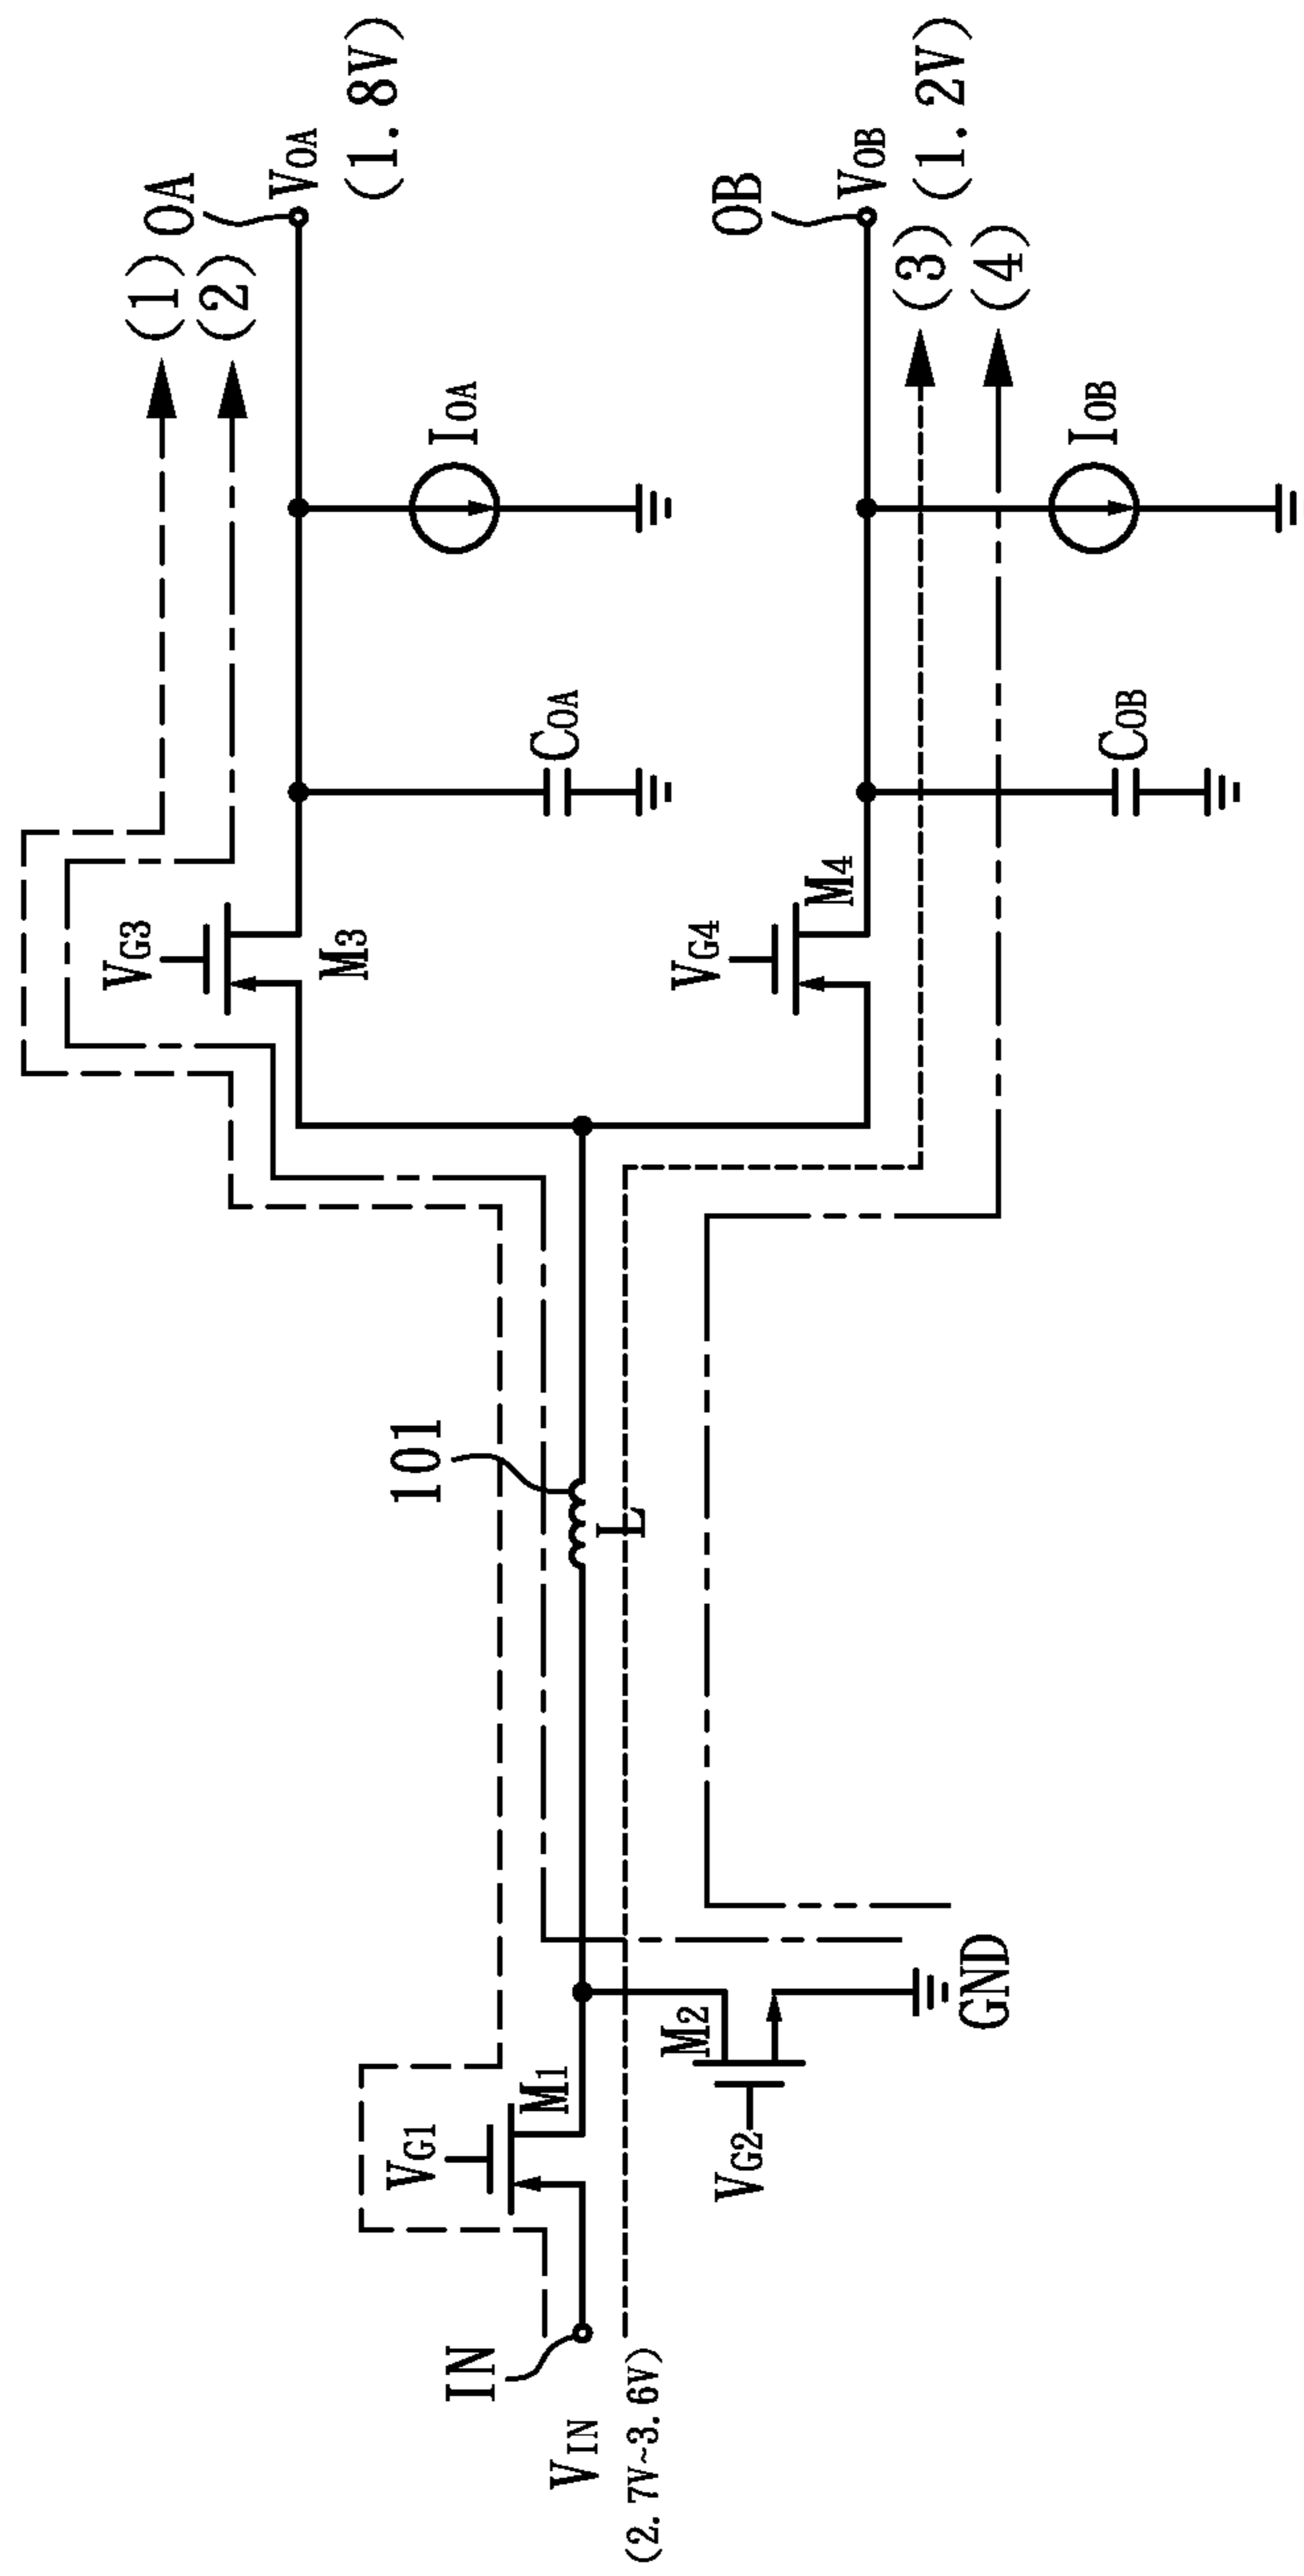 (1)
(2)
OA
VOA
(1.8V)
IOA
COA
VG3
M3
101
L
VG1
M1
IN
VIN
(2.7V~3.6V)
VG2
M2
GND
VG4
M4
COB
IOB
OB
VOB
(1.2V)
(3)
(4)